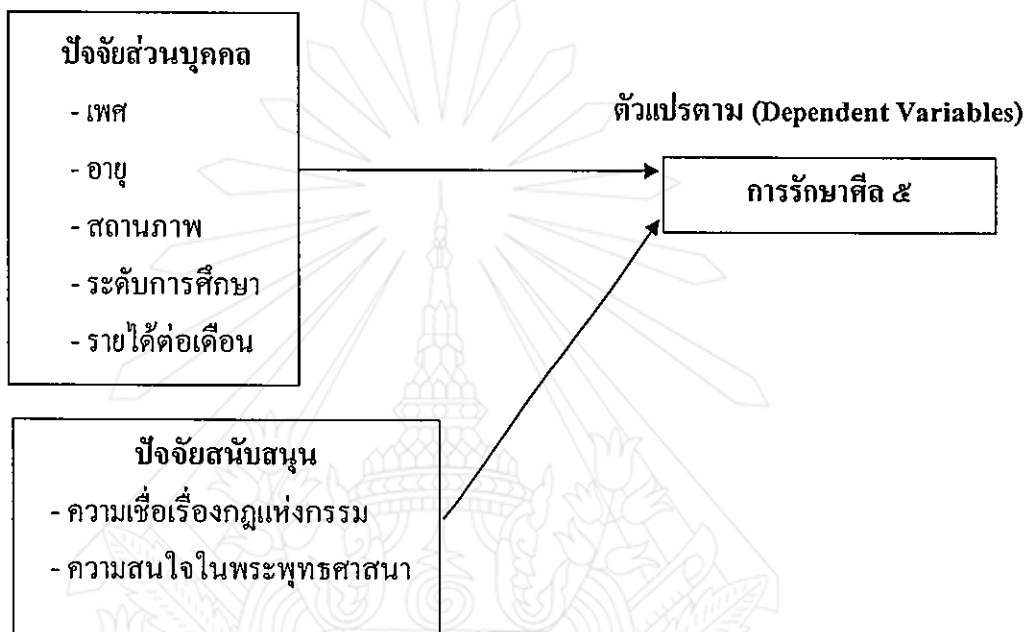 ปัจจัยส่วนบุคคล
- เพศ
- อายุ
- สถานภาพ
- ระดับการศึกษา
- รายได้ต่อเดือน
ตัวแปรตาม (Dependent Variables)
การรักษาศีล ๕
ปัจจัยสนับสนุน
- ความเชื่อเรื่องกฎแห่งกรรม
- ความสนใจในพระพุทธศาสนา